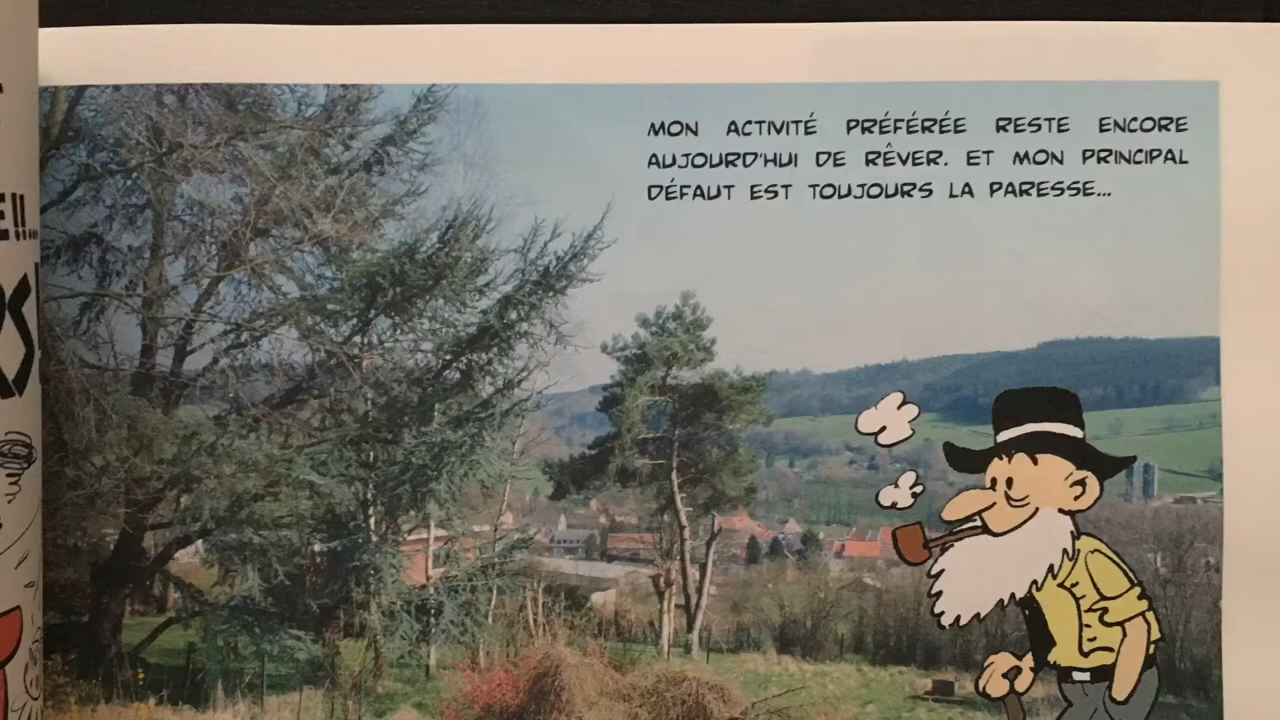 MON ACTIVITÉ PRÉFÉRÉE RESTE ENCORE
AUJOURD'HUI DE RÊVER. ET MON PRINCIPAL
DÉFAUT EST TOUJOURS LA PARESSE...